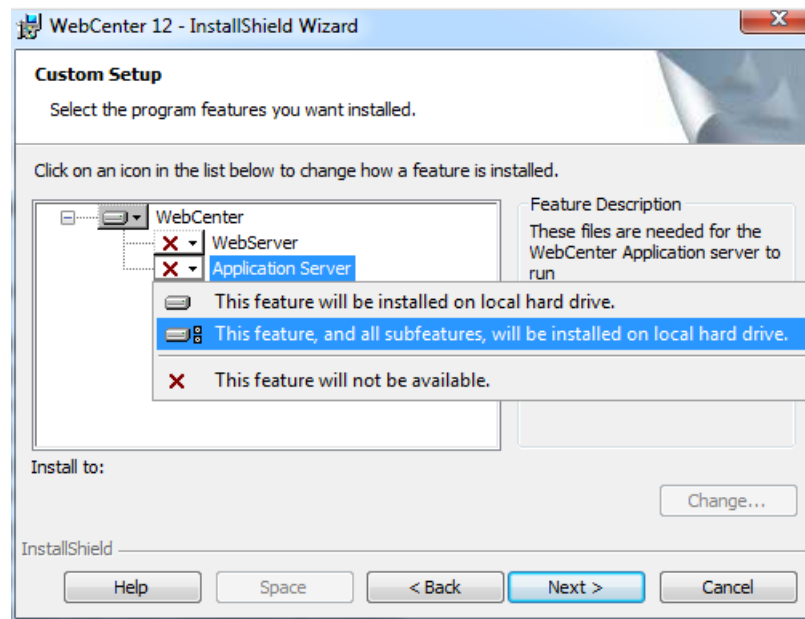 WebCenter 12 - InstallShield Wizard
Custom Setup
Select the program features you want installed.
Click on an icon in the list below to change how a feature is installed.
WebCenter
WebServer
Application Server
Feature Description
These files are needed for the
WebCenter Application server to
run
This feature will be installed on local hard drive.
This feature, and all subfeatures, will be installed on local hard drive.
This feature will not be available.
Install to:
Change...
InstallShield
Help
Space
< Back
Next >
Cancel